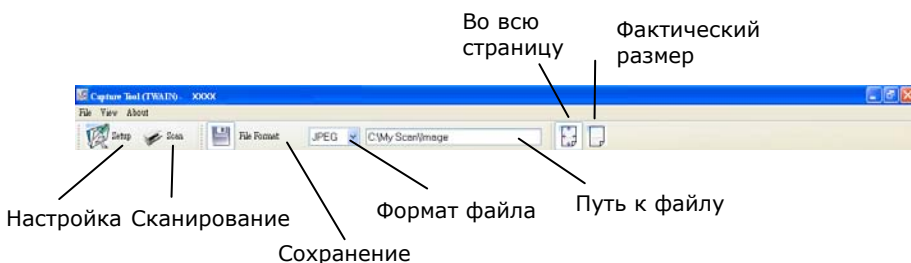 Во всю
страницу
Фактический
размер
Capture Tool (TWAIN) - XXXX
File View About
Setup Scan File Format JPEG C:\My Scan\Image
Настройка Сканирование Формат файла Путь к файлу
Сохранение